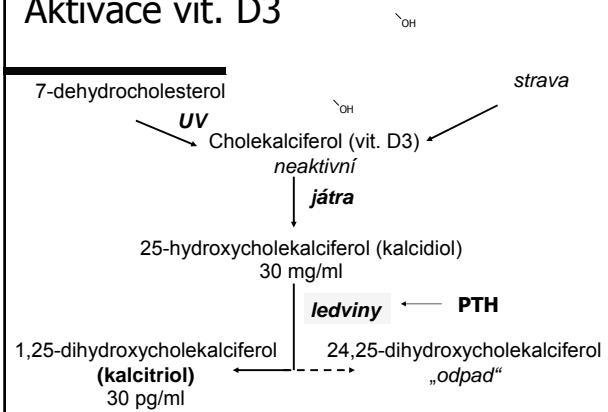 Aktivace vit. D3
OH
7-dehydrocholesterol
strava
OH
UV
Cholekalciferol (vit. D3)
neaktivní
játra
25-hydroxycholekalciferol (kalcidiol)
30 mg/ml
ledviny
PTH
1,25-dihydroxycholekalciferol
(kalcitriol)
30 pg/ml
24,25-dihydroxycholekalciferol
„odpad“